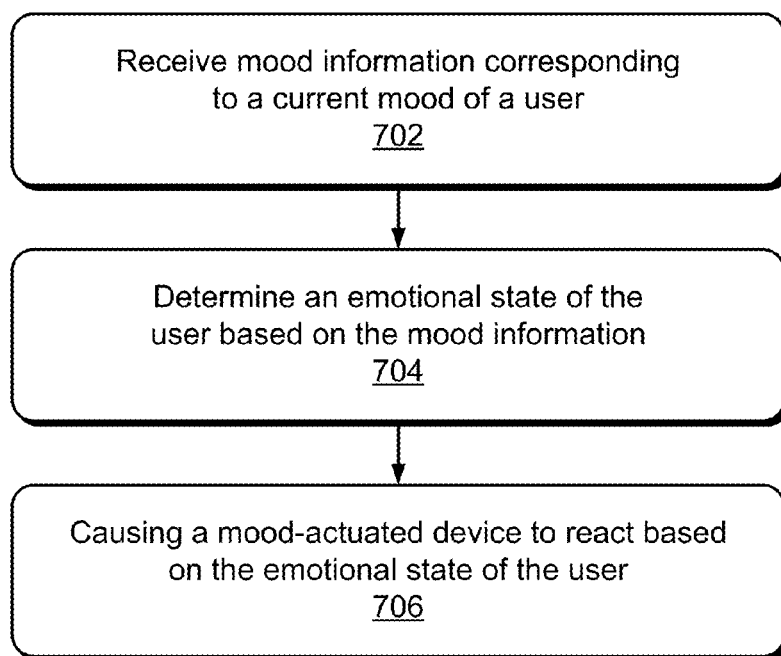 Receive mood information corresponding
to a current mood of a user
702
Determine an emotional state of the
user based on the mood information
704
Causing a mood-actuated device to react based
on the emotional state of the user
706